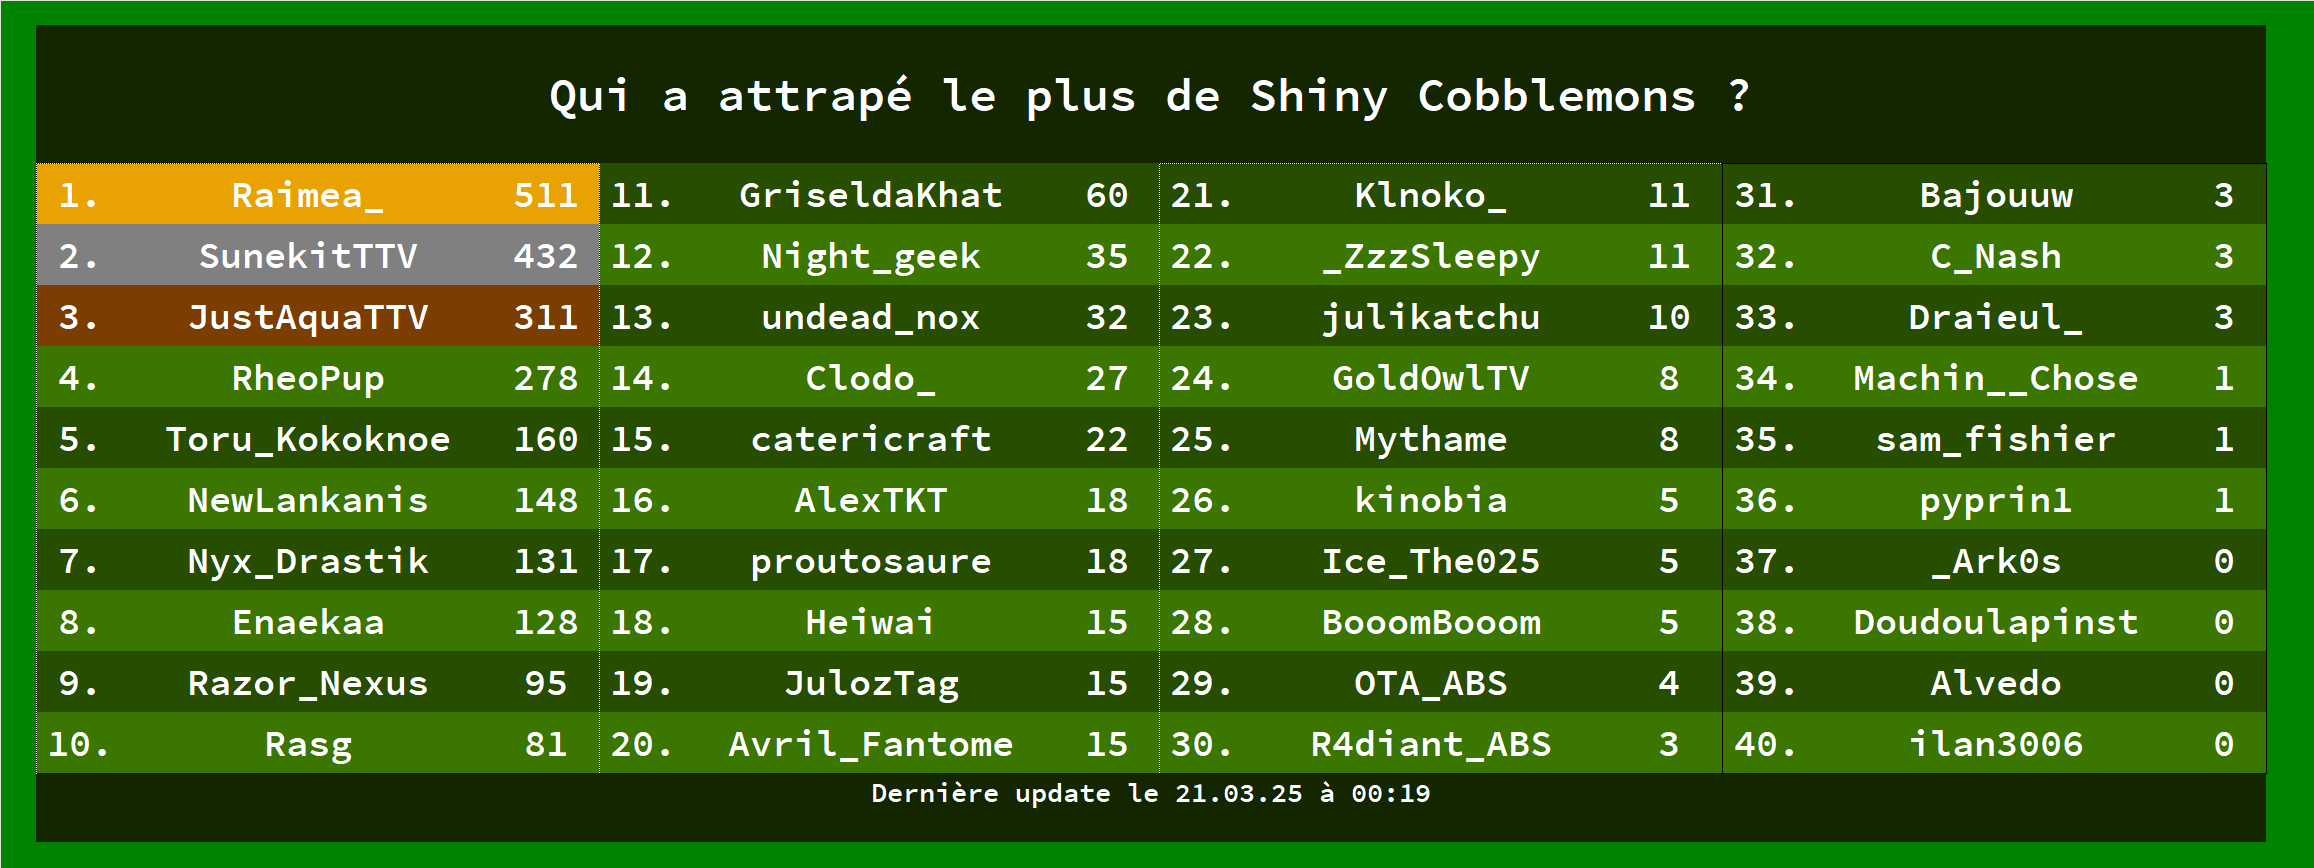 Qui a attrapé le plus de Shiny Cobblemons ?
1. Raimea_ 511 11. GriseldaKhat 60 21. Klnoko_ 11 31. Bajouuw 3
2. SunekitTTV 432 12. Night_geek 35 22. _ZzzSleepy 11 32. C_Nash 3
3. JustAquaTTV 311 13. undead_nox 32 23. julikatchu 10 33. Draieul_ 3
4. RheoPup 278 14. Clodo_ 27 24. GoldOwlTV 8 34. Machin__Chose 1
5. Toru_Kokoknoe 160 15. catericraft 22 25. Mythame 8 35. sam_fishier 1
6. NewLankanis 148 16. AlexTKT 18 26. kinobia 5 36. pyprin1 1
7. Nyx_Drastik 131 17. proutosaure 18 27. Ice_The025 5 37. _Ark0s 0
8. Enaekaa 128 18. Heiwai 15 28. BooomBooom 5 38. Doudoulapinst 0
9. Razor_Nexus 95 19. JulozTag 15 29. OTA_ABS 4 39. Alvedo 0
10. Rasg 81 20. Avril_Fantome 15 30. R4diant_ABS 3 40. ilan3006 0
Dernière update le 21.03.25 à 00:19